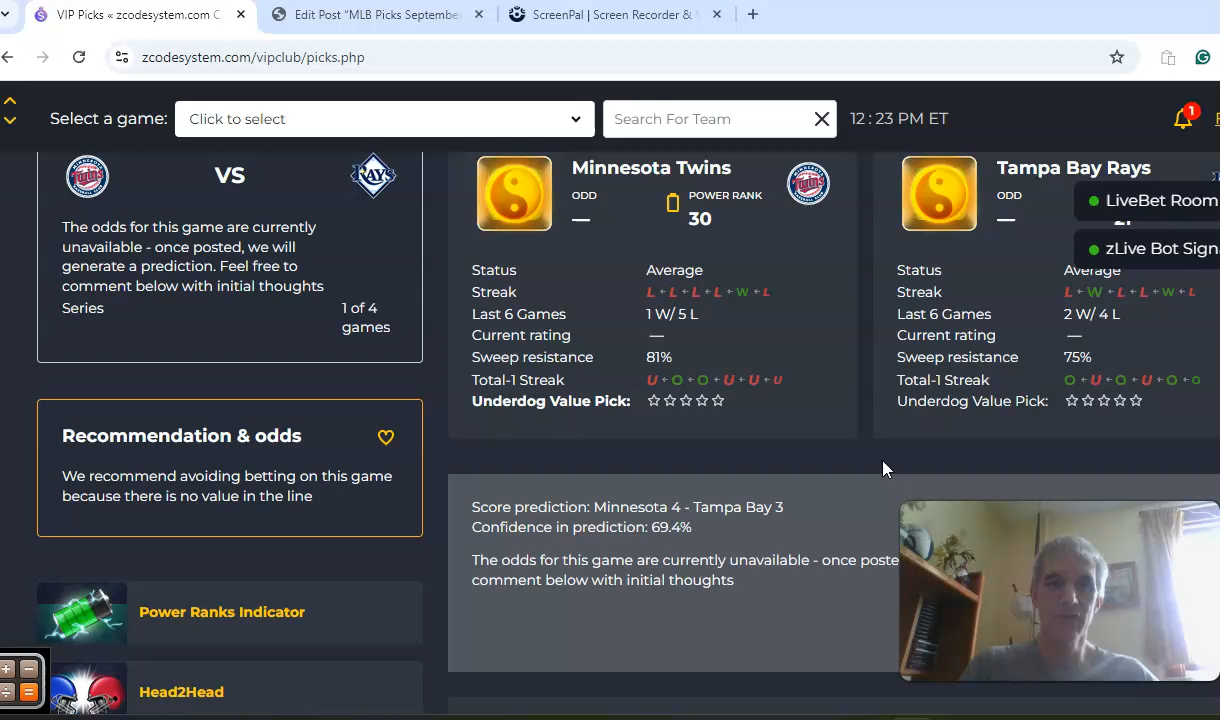 VIP Picks « zcodesystem.com C
Edit Post "MLB Picks Septembe
ScreenPal | Screen Recorder &
zcodesystem.com/vipclub/picks.php
Select a game:
Click to select
Search For Team
12 : 23 PM ET
1
VS
The odds for this game are currently
unavailable - once posted, we will
generate a prediction. Feel free to
comment below with initial thoughts
Series
1 of 4
games
Recommendation & odds
We recommend avoiding betting on this game
because there is no value in the line
Power Ranks Indicator
Head2Head
Minnesota Twins
ODD
—
POWER RANK
30
Status Average
Streak L L L L W L
Last 6 Games 1 W/ 5 L
Current rating —
Sweep resistance 81%
Total-1 Streak U O O U U U
Underdog Value Pick:
Tampa Bay Rays
ODD
—
LiveBet Room
zLive Bot Sign
Status Average
Streak L W L L W L
Last 6 Games 2 W/ 4 L
Current rating —
Sweep resistance 75%
Total-1 Streak O U O U O O
Underdog Value Pick:
Score prediction: Minnesota 4 - Tampa Bay 3
Confidence in prediction: 69.4%
The odds for this game are currently unavailable - once poste
comment below with initial thoughts